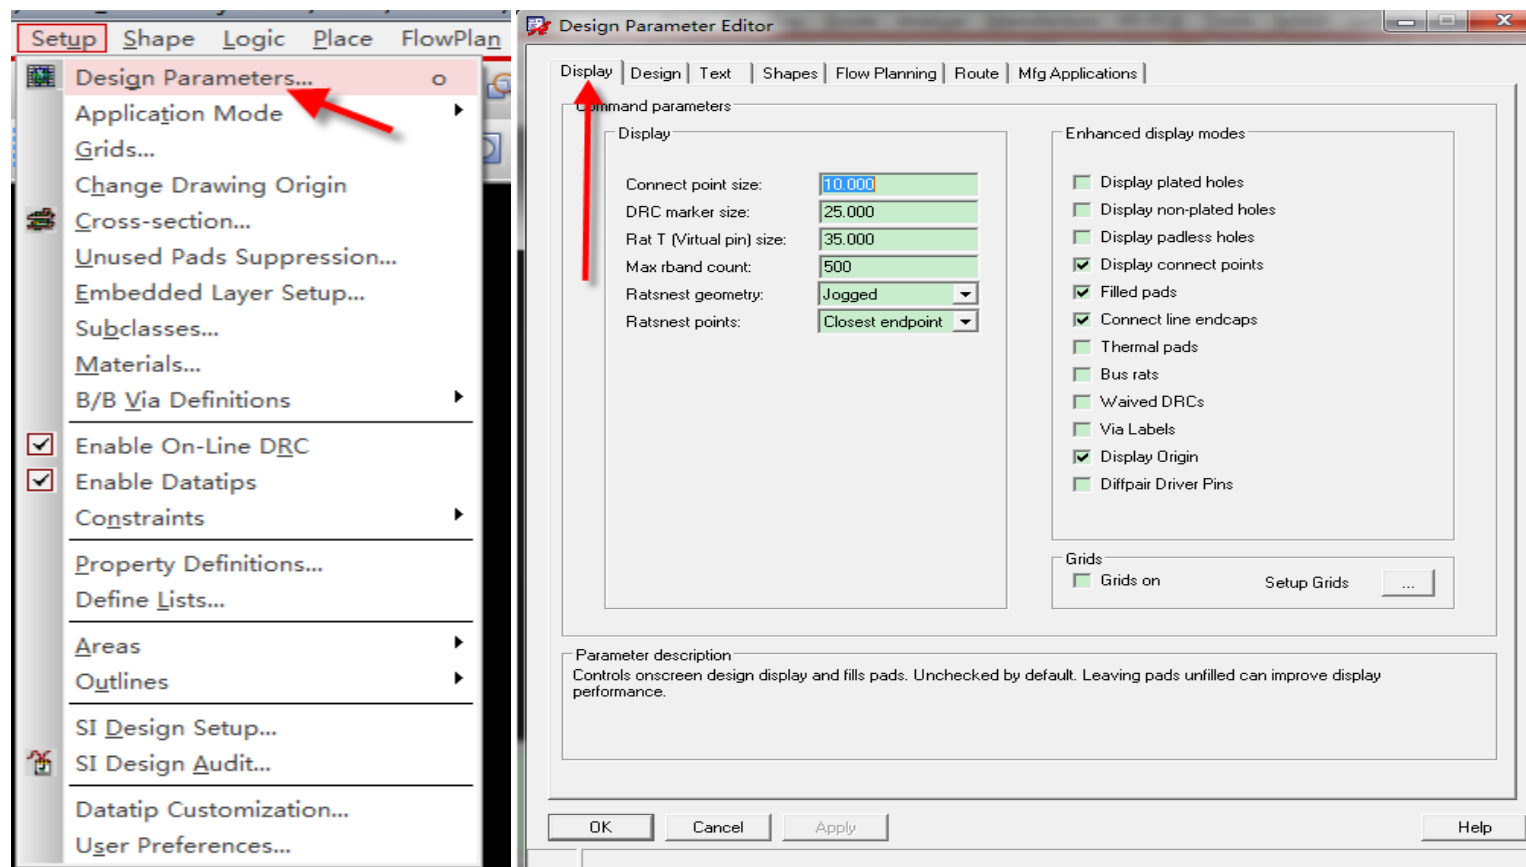 Setup Shape Logic Place FlowPlan
Design Parameters... o
Application Mode
Grids...
Change Drawing Origin
Cross-section...
Unused Pads Suppression...
Embedded Layer Setup...
Subclasses...
Materials...
B/B Via Definitions
Enable On-Line DRC
Enable Datatips
Constraints
Property Definitions...
Define Lists...
Areas
Outlines
SI Design Setup...
SI Design Audit...
Datatip Customization...
User Preferences...
Design Parameter Editor
Display Design Text Shapes Flow Planning Route Mfg Applications
Command parameters
Display
Connect point size: 10.000
DRC marker size: 25.000
Rat T (Virtual pin) size: 35.000
Max rband count: 500
Ratsnest geometry: Jogged
Ratsnest points: Closest endpoint
Enhanced display modes
Display plated holes
Display non-plated holes
Display padless holes
Display connect points
Filled pads
Connect line endcaps
Thermal pads
Bus rats
Waived DRCs
Via Labels
Display Origin
Diffpair Driver Pins
Grids
Grids on Setup Grids ...
Parameter description
Controls onscreen design display and fills pads. Unchecked by default. Leaving pads unfilled can improve display
performance.
OK Cancel Apply Help